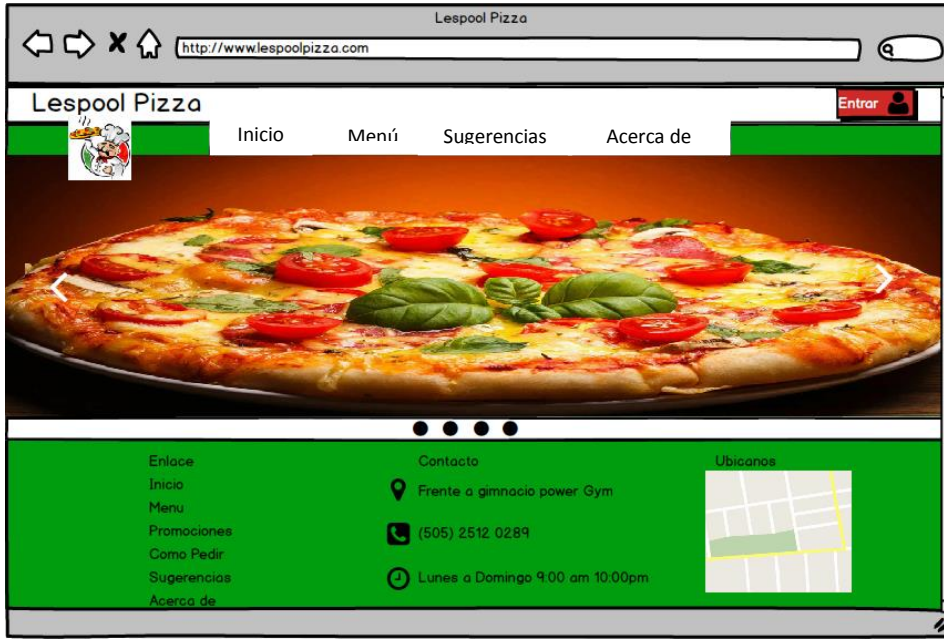 Lespool Pizza
http://www.lespoolpizza.com
Lespool Pizza
Entrar
Inicio Menú Sugerencias Acerca de
Enlace
Inicio
Menu
Promociones
Como Pedir
Sugerencias
Acerca de
Contacto
Frente a gimnacio power Gym
(505) 2512 0289
Lunes a Domingo 9:00 am 10:00pm
Ubicanos